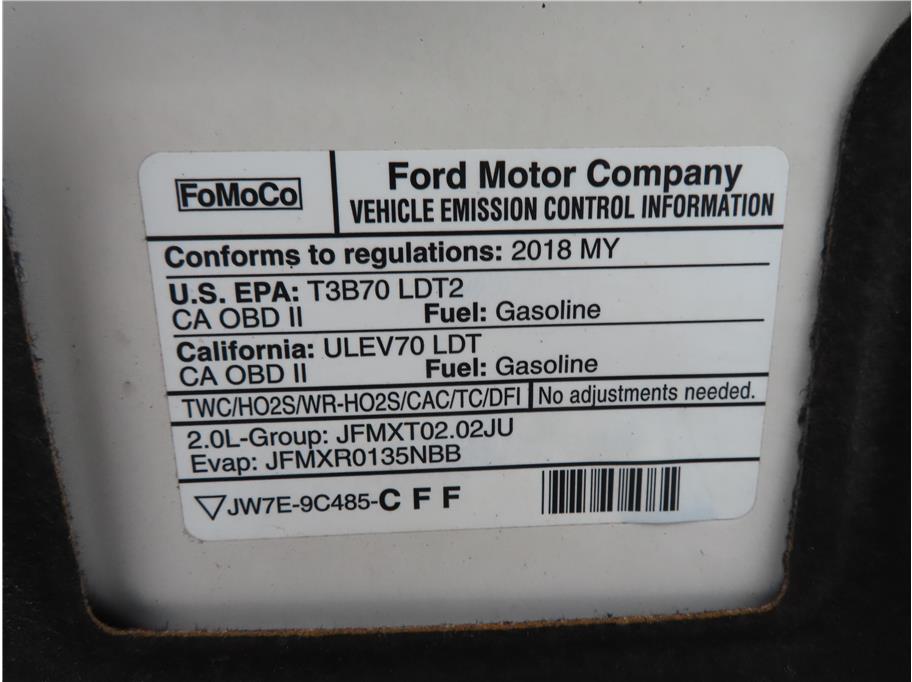 FoMoCo
Ford Motor Company
VEHICLE EMISSION CONTROL INFORMATION
Conforms to regulations: 2018 MY
U.S. EPA: T3B70 LDT2
CA OBD II Fuel: Gasoline
California: ULEV70 LDT
CA OBD II Fuel: Gasoline
TWC/HO2S/WR-HO2S/CAC/TC/DFI No adjustments needed.
2.0L-Group: JFMXT02.02JU
Evap: JFMXR0135NBB
JW7E-9C485-C F F